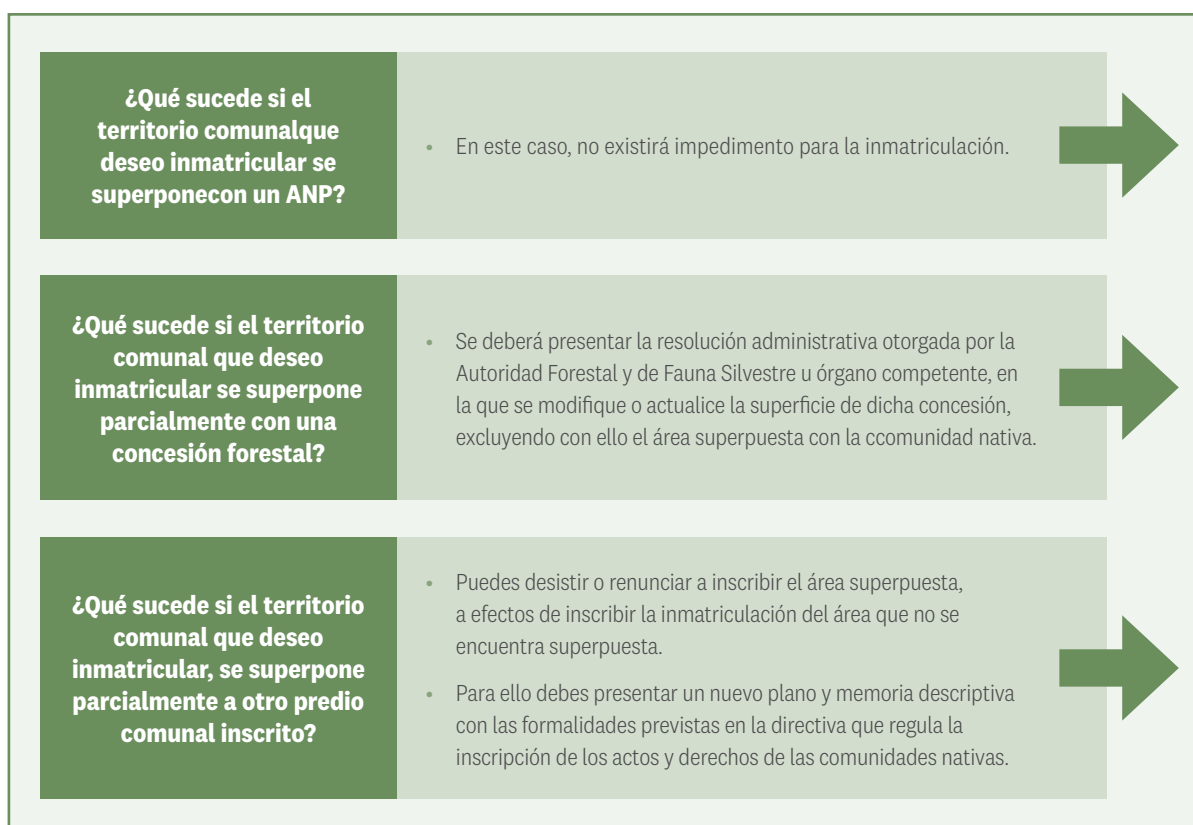 ¿Qué sucede si el
territorio comunalque
deseo inmatricular se
superponecon un ANP?
• En este caso, no existirá impedimento para la inmatriculación.
¿Qué sucede si el territorio
comunal que deseo
inmatricular se superpone
parcialmente con una
concesión forestal?
• Se deberá presentar la resolución administrativa otorgada por la
Autoridad Forestal y de Fauna Silvestre u órgano competente, en
la que se modifique o actualice la superficie de dicha concesión,
excluyendo con ello el área superpuesta con la ccomunidad nativa.
¿Qué sucede si el territorio
comunal que deseo
inmatricular, se superpone
parcialmente a otro predio
comunal inscrito?
• Puedes desistir o renunciar a inscribir el área superpuesta,
a efectos de inscribir la inmatriculación del área que no se
encuentra superpuesta.
• Para ello debes presentar un nuevo plano y memoria descriptiva
con las formalidades previstas en la directiva que regula la
inscripción de los actos y derechos de las comunidades nativas.